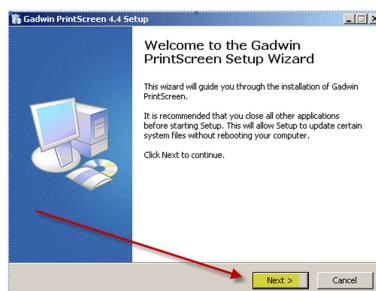 Gadwin PrintScreen 4.4 Setup
Welcome to the Gadwin
PrintScreen Setup Wizard
This wizard will guide you through the installation of Gadwin
PrintScreen.
It is recommended that you close all other applications
before starting Setup. This will allow Setup to update certain
system files without rebooting your computer.
Click Next to continue.
Next >
Cancel